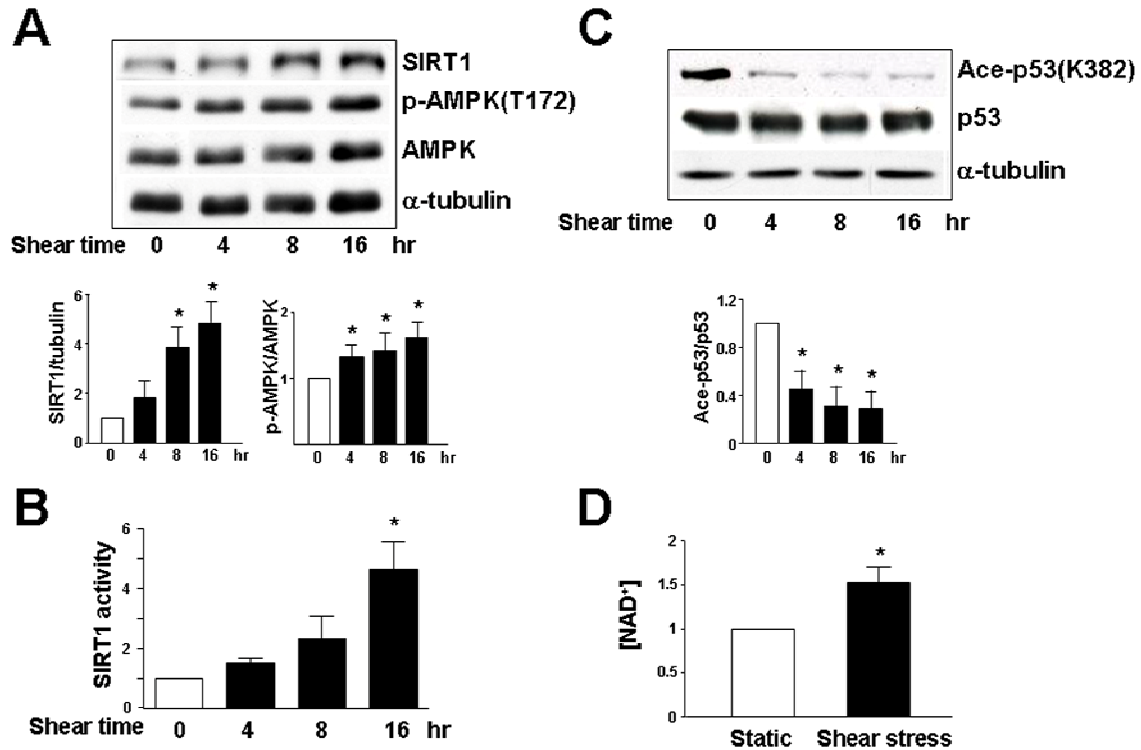 A
SIRT1
p-AMPK(T172)
AMPK
α-tubulin
Shear time 0 4 8 16 hr
SIRT1/tubulin
6
4
2
0
*
*
0 4 8 16 hr
p-AMPK/AMPK
2
1
*
*
*
0 4 8 16 hr
B
SIRT1 activity
6
4
2
0
*
Shear time 0 4 8 16 hr
C
Ace-p53(K382)
p53
α-tubulin
Shear time 0 4 8 16 hr
Ace-p53/p53
1.2
0.8
0.4
0
*
*
*
0 4 8 16 hr
D
[NAD⁺]
2
1.5
1
0.5
0
*
Static Shear stress